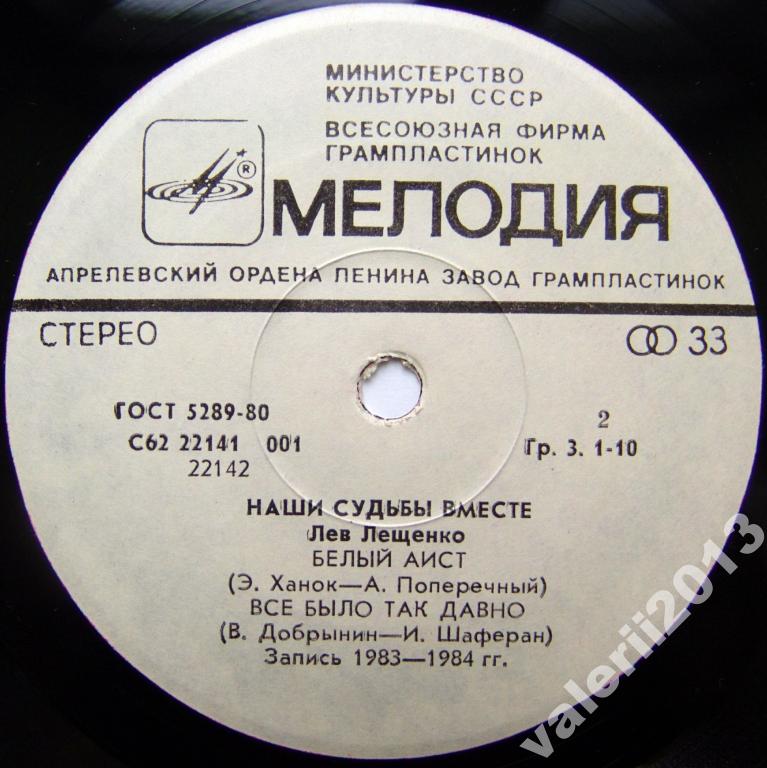 МИНИСТЕРСТВО
КУЛЬТУРЫ СССР
ВСЕСОЮЗНАЯ ФИРМА
ГРАМПЛАСТИНОК
®
МЕЛОДИЯ
АПРЕЛЕВСКИЙ ОРДЕНА ЛЕНИНА ЗАВОД ГРАМПЛАСТИНОК
СТЕРЕО 33
ГОСТ 5289-80 2
С62 22141 001 Гр. 3. 1-10
22142
НАШИ СУДЬБЫ ВМЕСТЕ
Лев Лещенко
БЕЛЫЙ АИСТ
(Э. Ханок—А. Поперечный)
ВСЕ БЫЛО ТАК ДАВНО
(В. Добрынин—И. Шаферан)
Запись 1983—1984 гг.
valerii2013